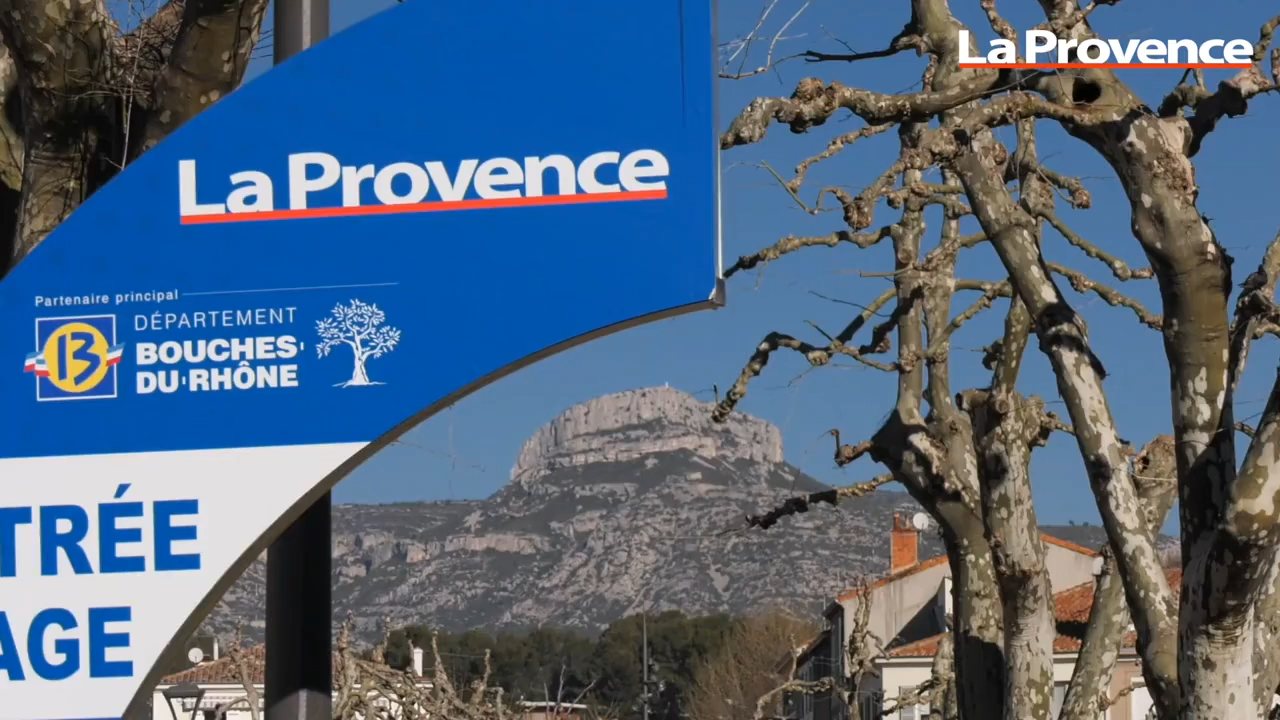 La Provence
La Provence
Partenaire principal
13
DÉPARTEMENT
BOUCHES-
DU-RHÔNE
TRÉE
AGE